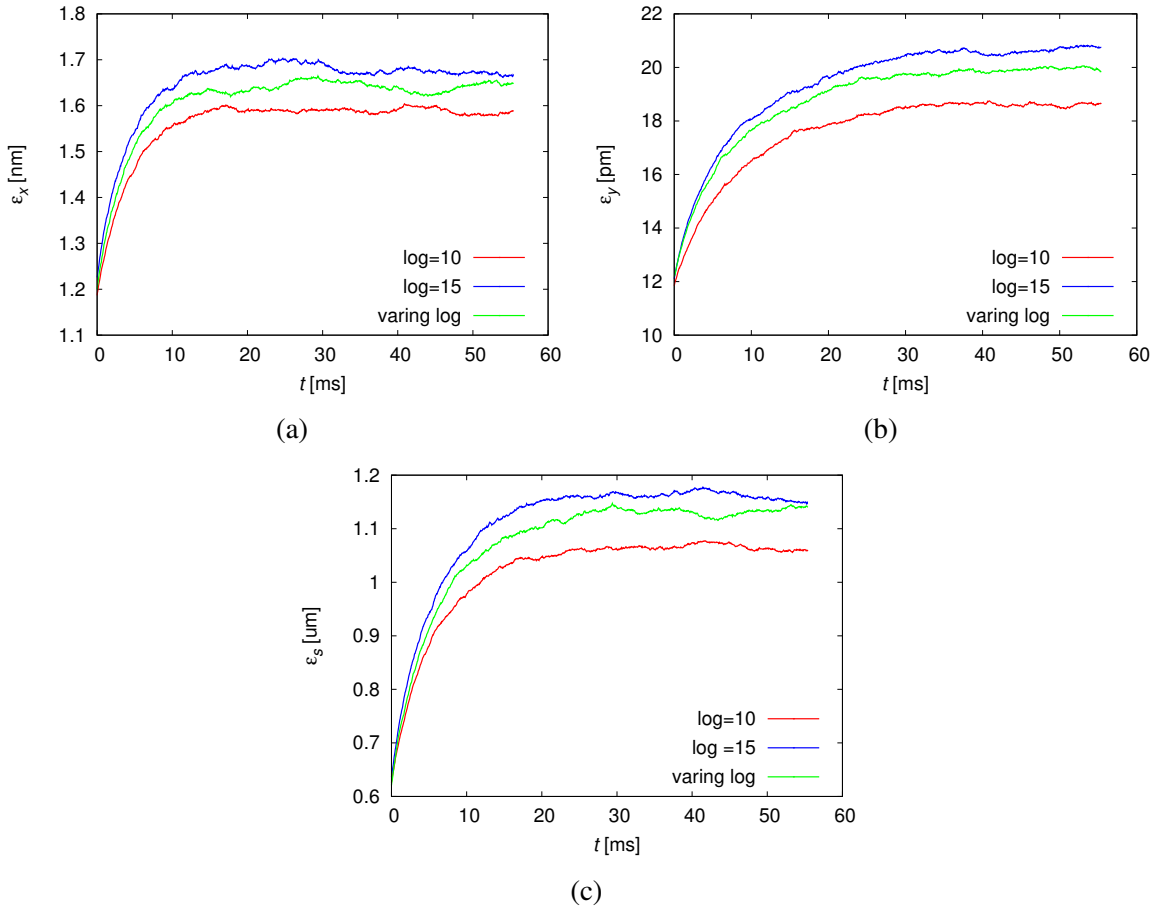 1.8
1.7
1.6
1.5
1.4
1.3
1.2
1.1
εx [nm]
log=10
log=15
varing log
0 10 20 30 40 50 60
t [ms]
(a)
22
20
18
16
14
12
10
εy [pm]
log=10
log=15
varing log
0 10 20 30 40 50 60
t [ms]
(b)
1.2
1.1
1
0.9
0.8
0.7
0.6
εs [um]
log=10
log =15
varing log
0 10 20 30 40 50 60
t [ms]
(c)